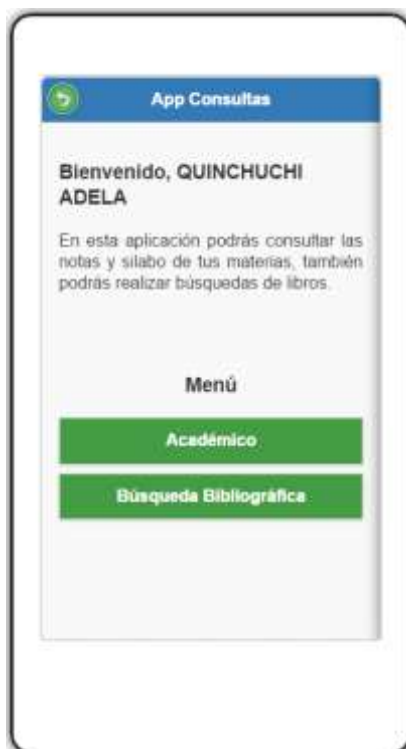 App Consultas
Bienvenido, QUINCHUCHI
ADELA
En esta aplicación podrás consultar las
notas y silabo de tus materias, también
podrás realizar búsquedas de libros.
Menú
Académico
Búsqueda Bibliográfica